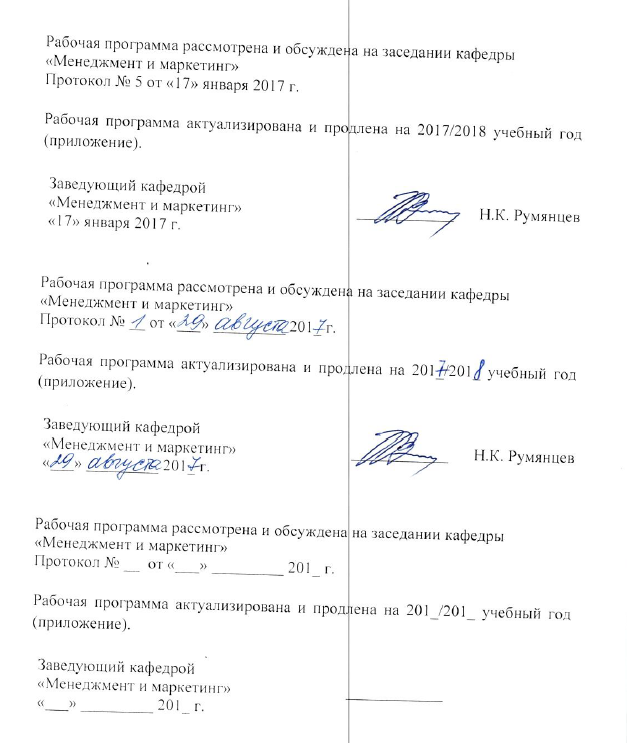 Рабочая программа рассмотрена и обсуждена на заседании кафедры
«Менеджмент и маркетинг»
Протокол № 5 от «17» января 2017 г.
Рабочая программа актуализирована и продлена на 2017/2018 учебный год
(приложение).
Заведующий кафедрой
«Менеджмент и маркетинг»
«17» января 2017 г. Н.К. Румянцев
Рабочая программа рассмотрена и обсуждена на заседании кафедры
«Менеджмент и маркетинг»
Протокол № 1 от «29» августа 2017 г.
Рабочая программа актуализирована и продлена на 2017/2018 учебный год
(приложение).
Заведующий кафедрой
«Менеджмент и маркетинг»
«29» августа 2017 г. Н.К. Румянцев
Рабочая программа рассмотрена и обсуждена на заседании кафедры
«Менеджмент и маркетинг»
Протокол № __ от «___» __________ 201_ г.
Рабочая программа актуализирована и продлена на 201_/201_ учебный год
(приложение).
Заведующий кафедрой
«Менеджмент и маркетинг»
«___» __________ 201_ г. ____________